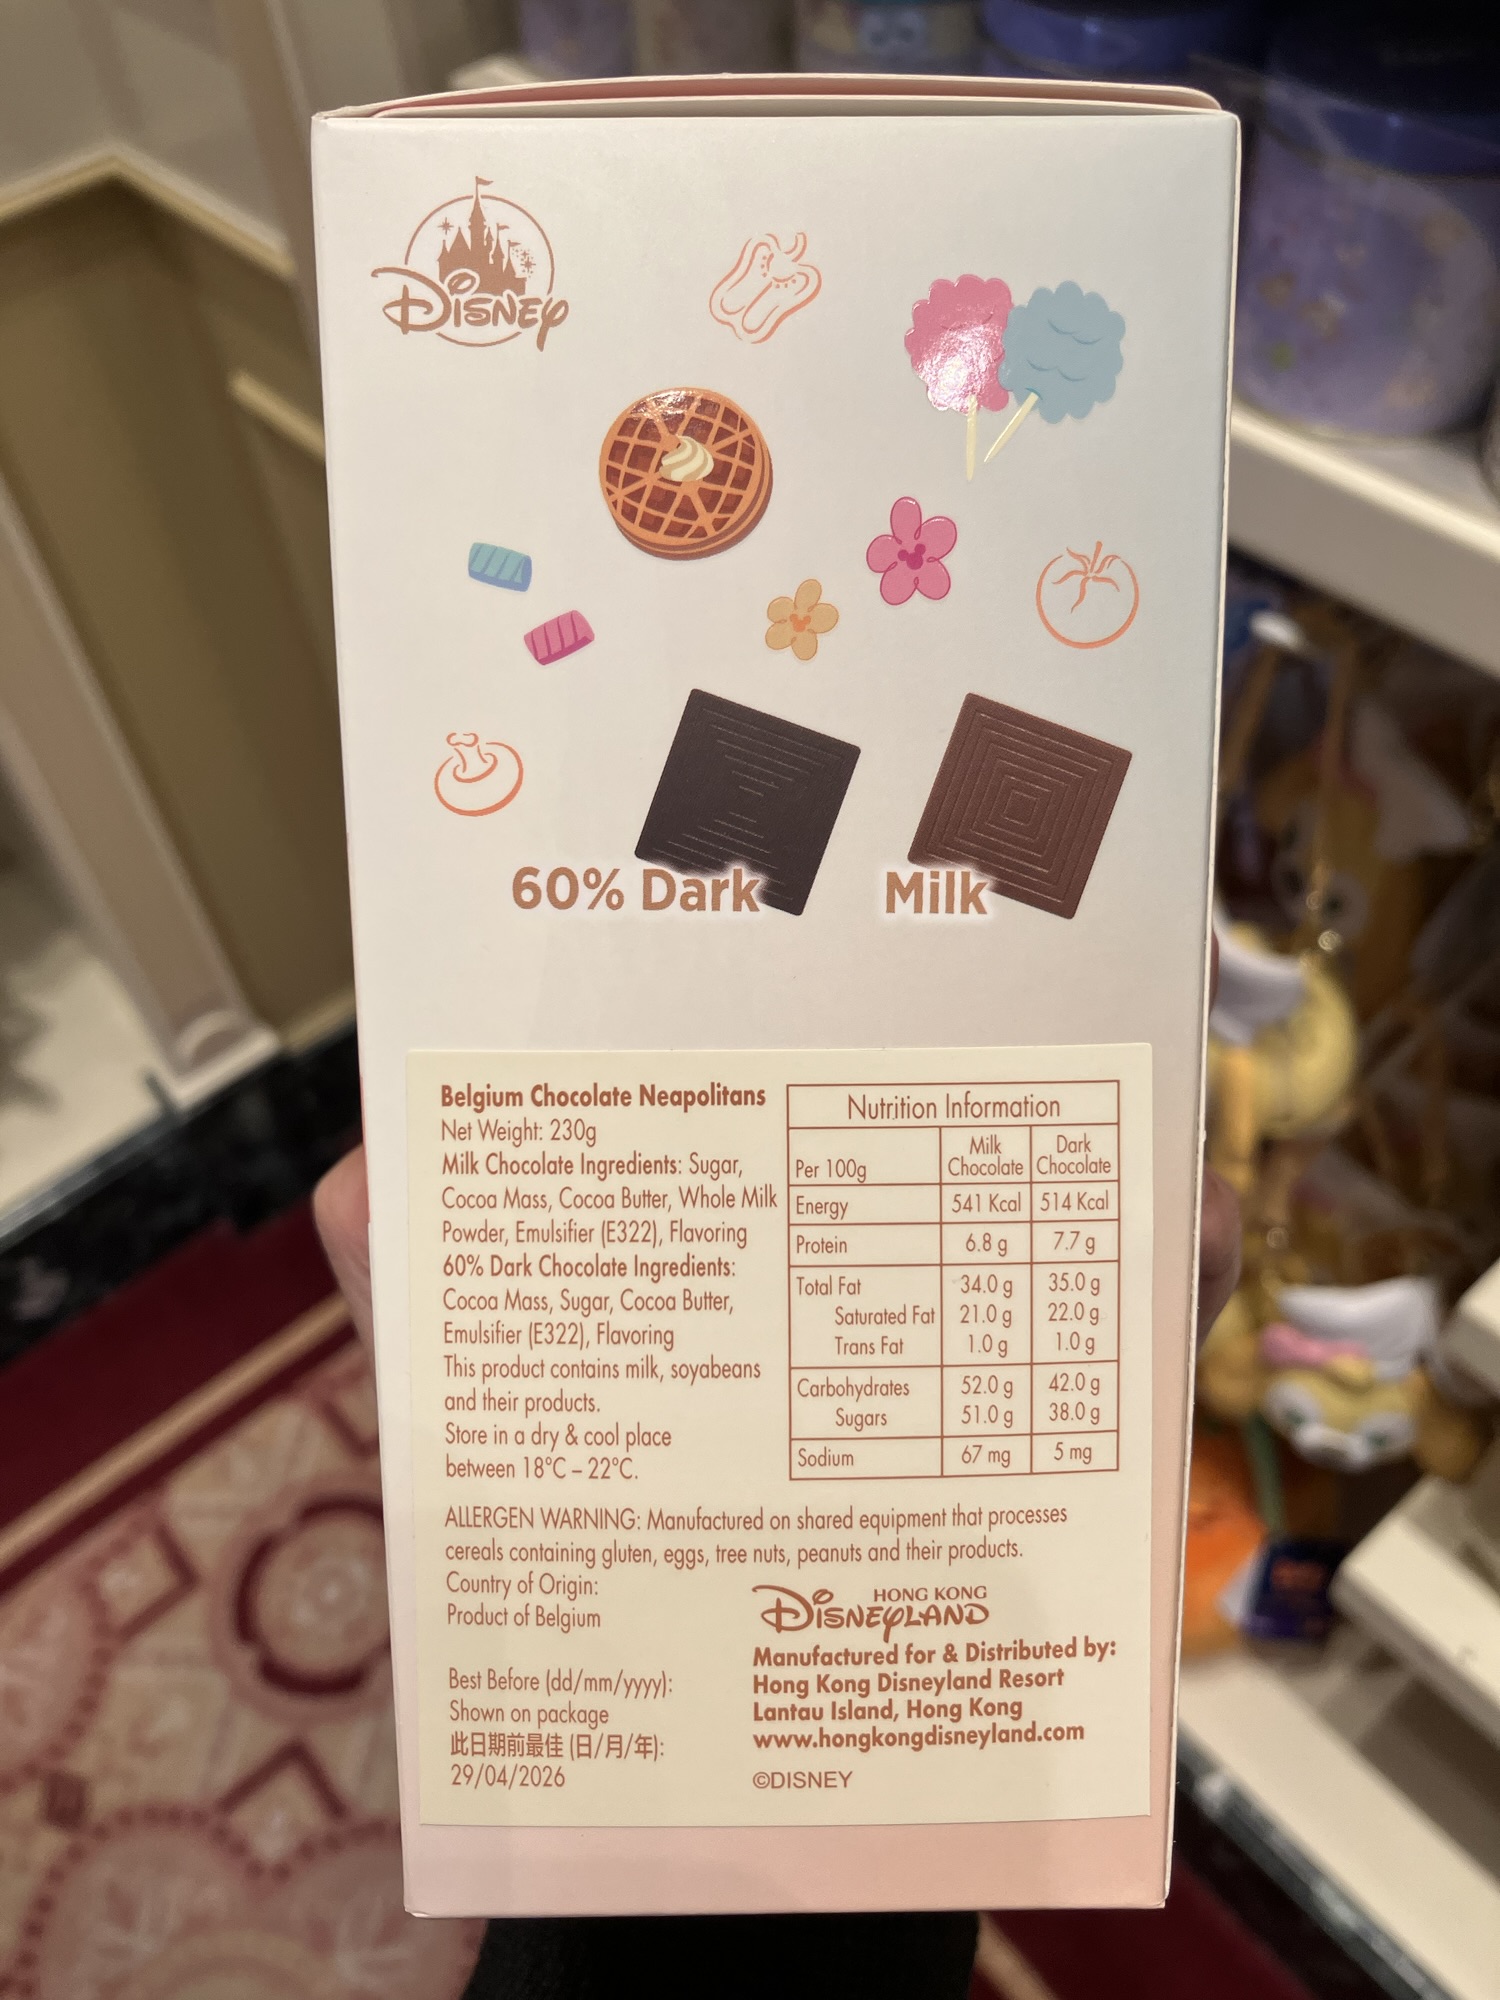 Disney
60% Dark
Milk
Belgium Chocolate Neapolitans
Net Weight: 230g
Milk Chocolate Ingredients: Sugar,
Cocoa Mass, Cocoa Butter, Whole Milk
Powder, Emulsifier (E322), Flavoring
60% Dark Chocolate Ingredients:
Cocoa Mass, Sugar, Cocoa Butter,
Emulsifier (E322), Flavoring
This product contains milk, soyabeans
and their products.
Store in a dry & cool place
between 18°C – 22°C.
Nutrition Information
Per 100g Milk Chocolate Dark Chocolate
Energy 541 Kcal 514 Kcal
Protein 6.8 g 7.7 g
Total Fat 34.0 g 35.0 g
Saturated Fat 21.0 g 22.0 g
Trans Fat 1.0 g 1.0 g
Carbohydrates 52.0 g 42.0 g
Sugars 51.0 g 38.0 g
Sodium 67 mg 5 mg
ALLERGEN WARNING: Manufactured on shared equipment that processes
cereals containing gluten, eggs, tree nuts, peanuts and their products.
Country of Origin:
Product of Belgium
Best Before (dd/mm/yyyy):
Shown on package
此日期前最佳 (日/月/年):
29/04/2026
HONG KONG
DISNEYLAND
Manufactured for & Distributed by:
Hong Kong Disneyland Resort
Lantau Island, Hong Kong
www.hongkongdisneyland.com
©DISNEY